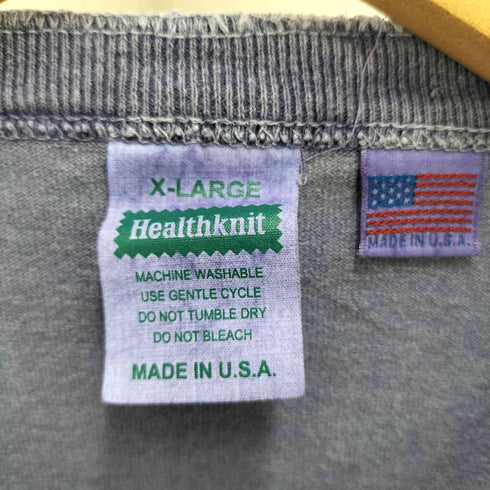 X-LARGE
Healthknit
MACHINE WASHABLE
USE GENTLE CYCLE
DO NOT TUMBLE DRY
DO NOT BLEACH
MADE IN U.S.A.
MADE IN U.S.A.